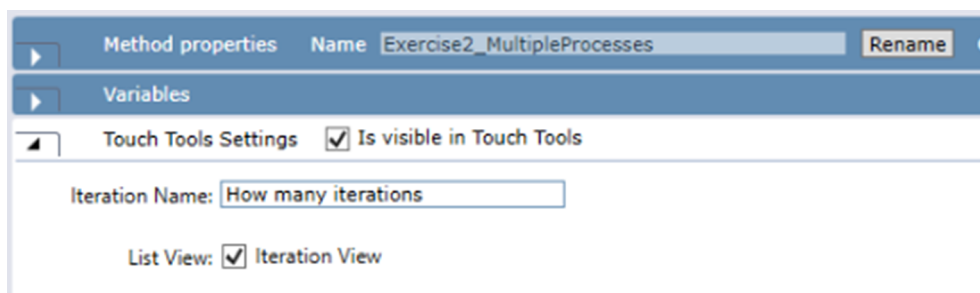 Method properties Name Exercise2_MultipleProcesses Rename
Variables
Touch Tools Settings Is visible in Touch Tools
Iteration Name: How many iterations
List View: Iteration View